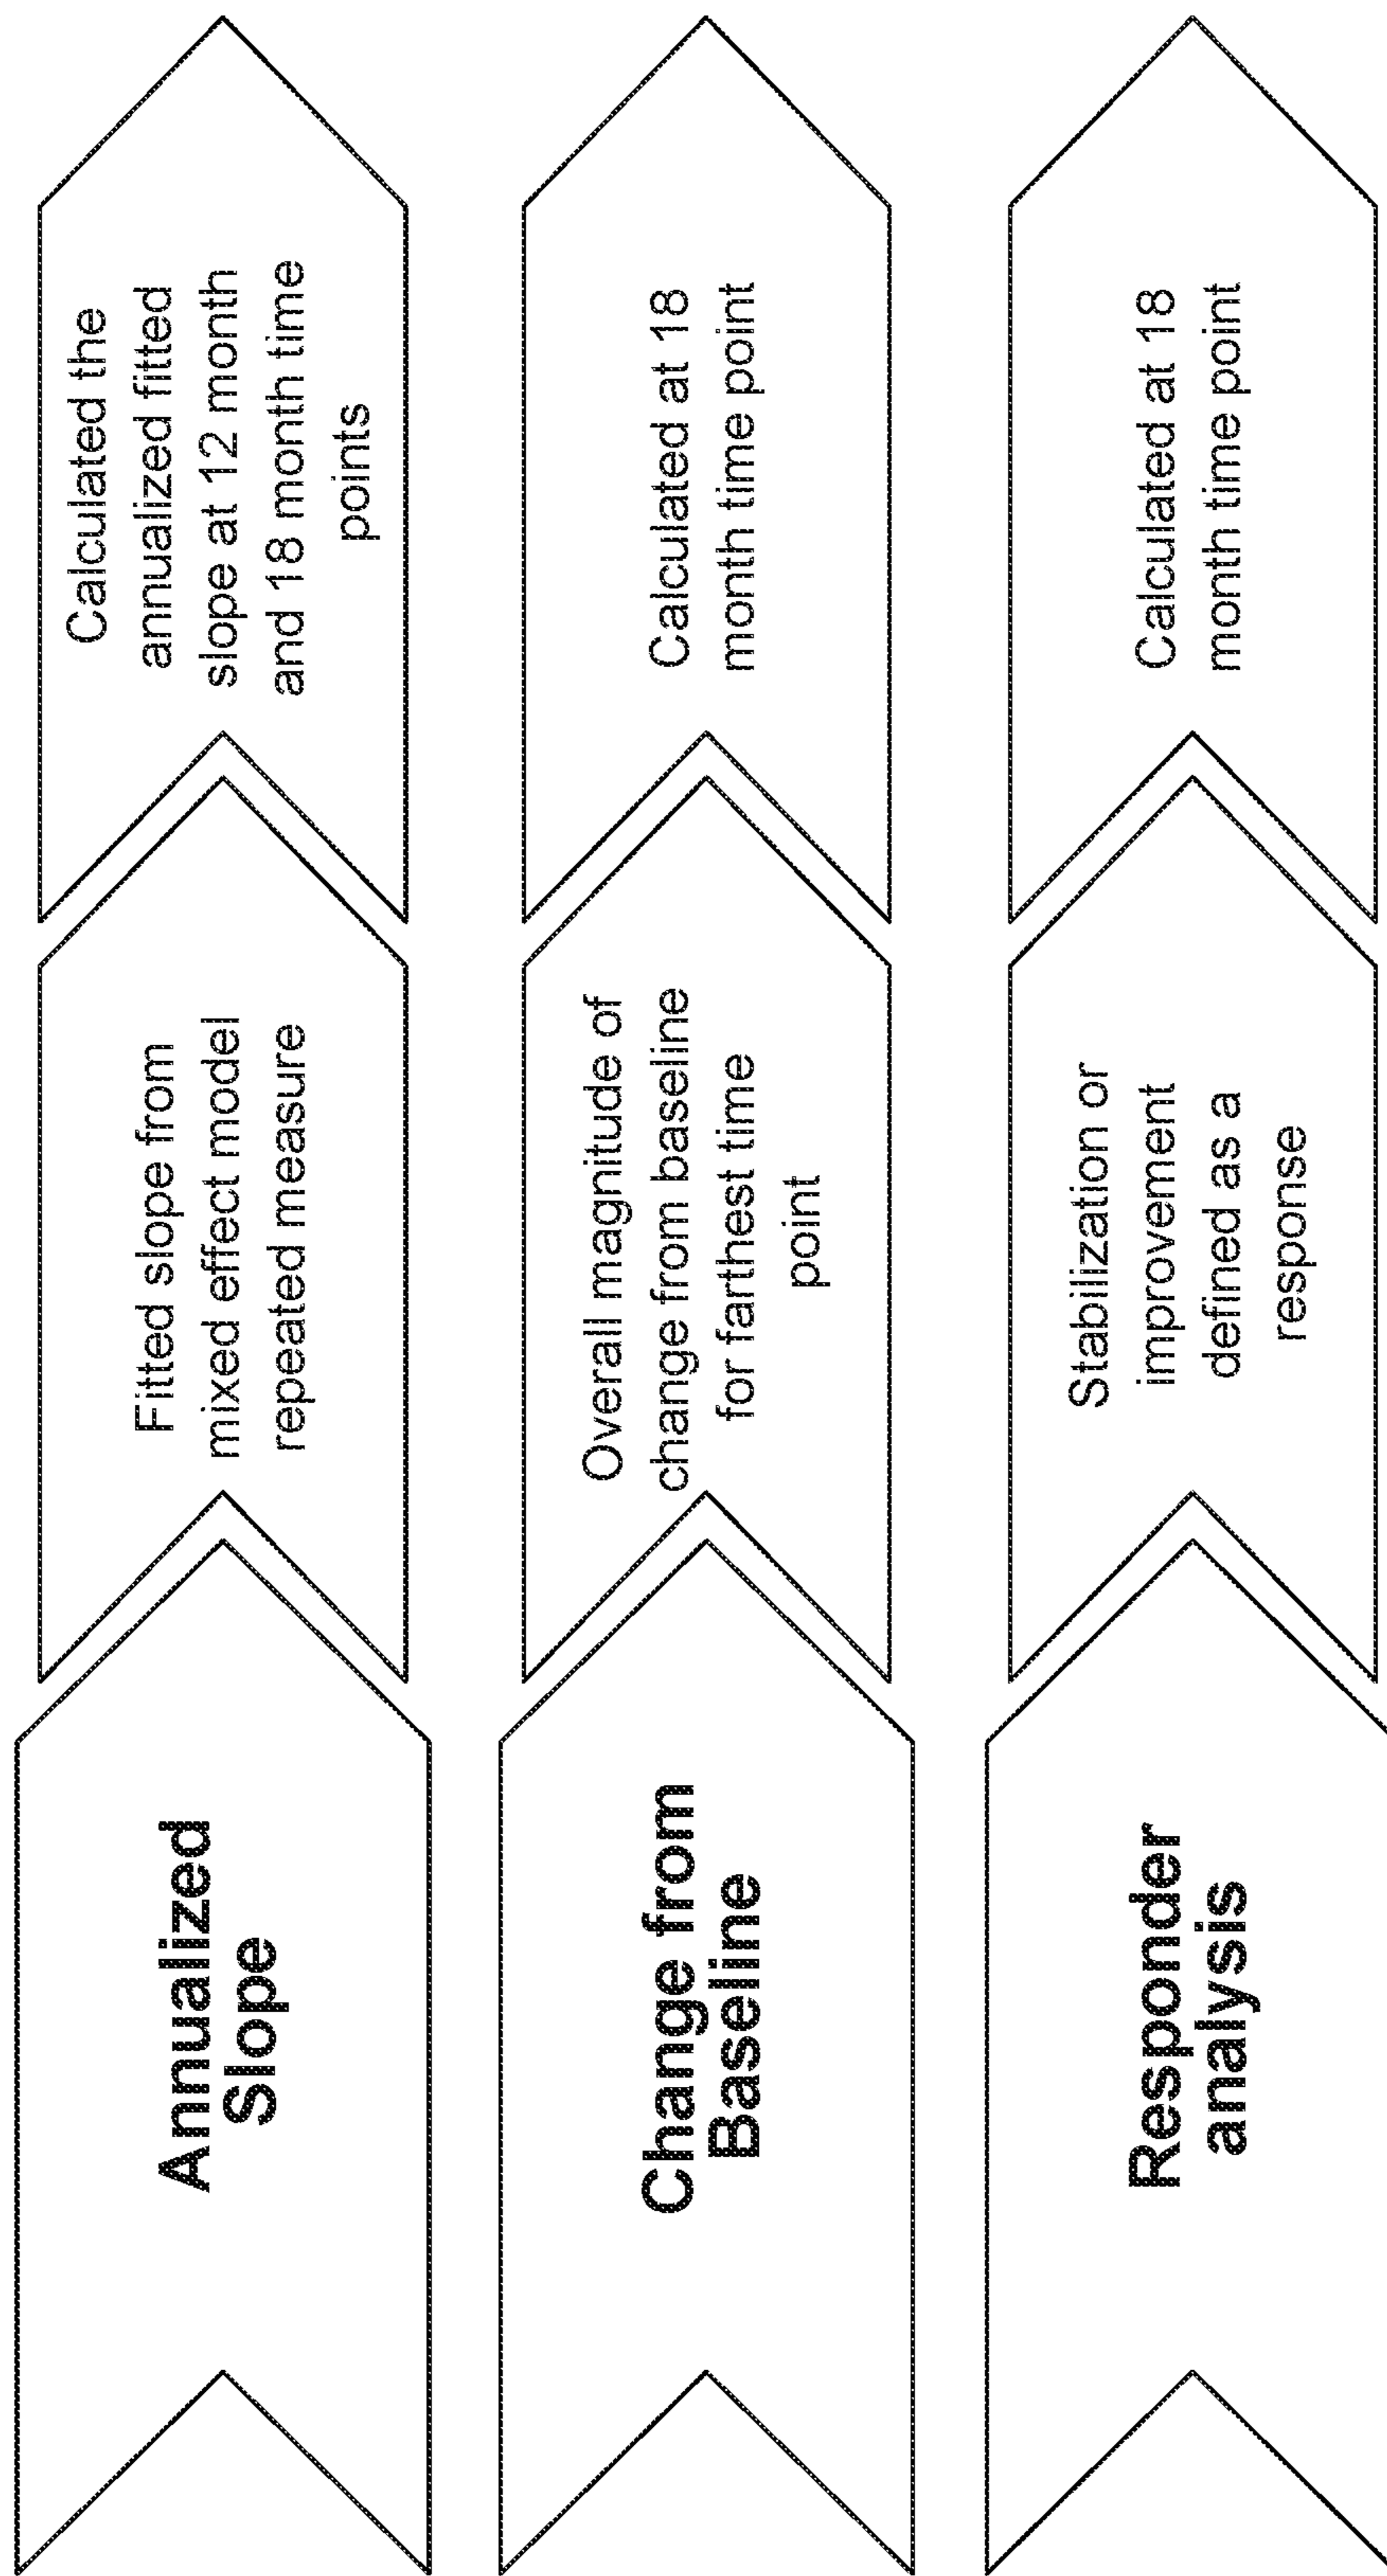 Annualized
Slope
Fitted slope from
mixed effect model
repeated measure
Calculated the
annualized fitted
slope at 12 month
and 18 month time
points
Change from
Baseline
Overall magnitude of
change from baseline
for farthest time
point
Calculated at 18
month time point
Responder
analysis
Stabilization or
improvement
defined as a
response
Calculated at 18
month time point